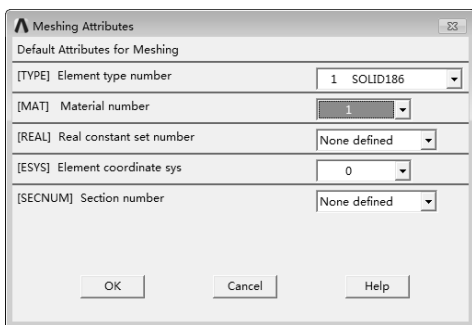 Meshing Attributes
Default Attributes for Meshing
[TYPE] Element type number 1 SOLID186
[MAT] Material number 1
[REAL] Real constant set number None defined
[ESYS] Element coordinate sys 0
[SECNUM] Section number None defined
OK Cancel Help